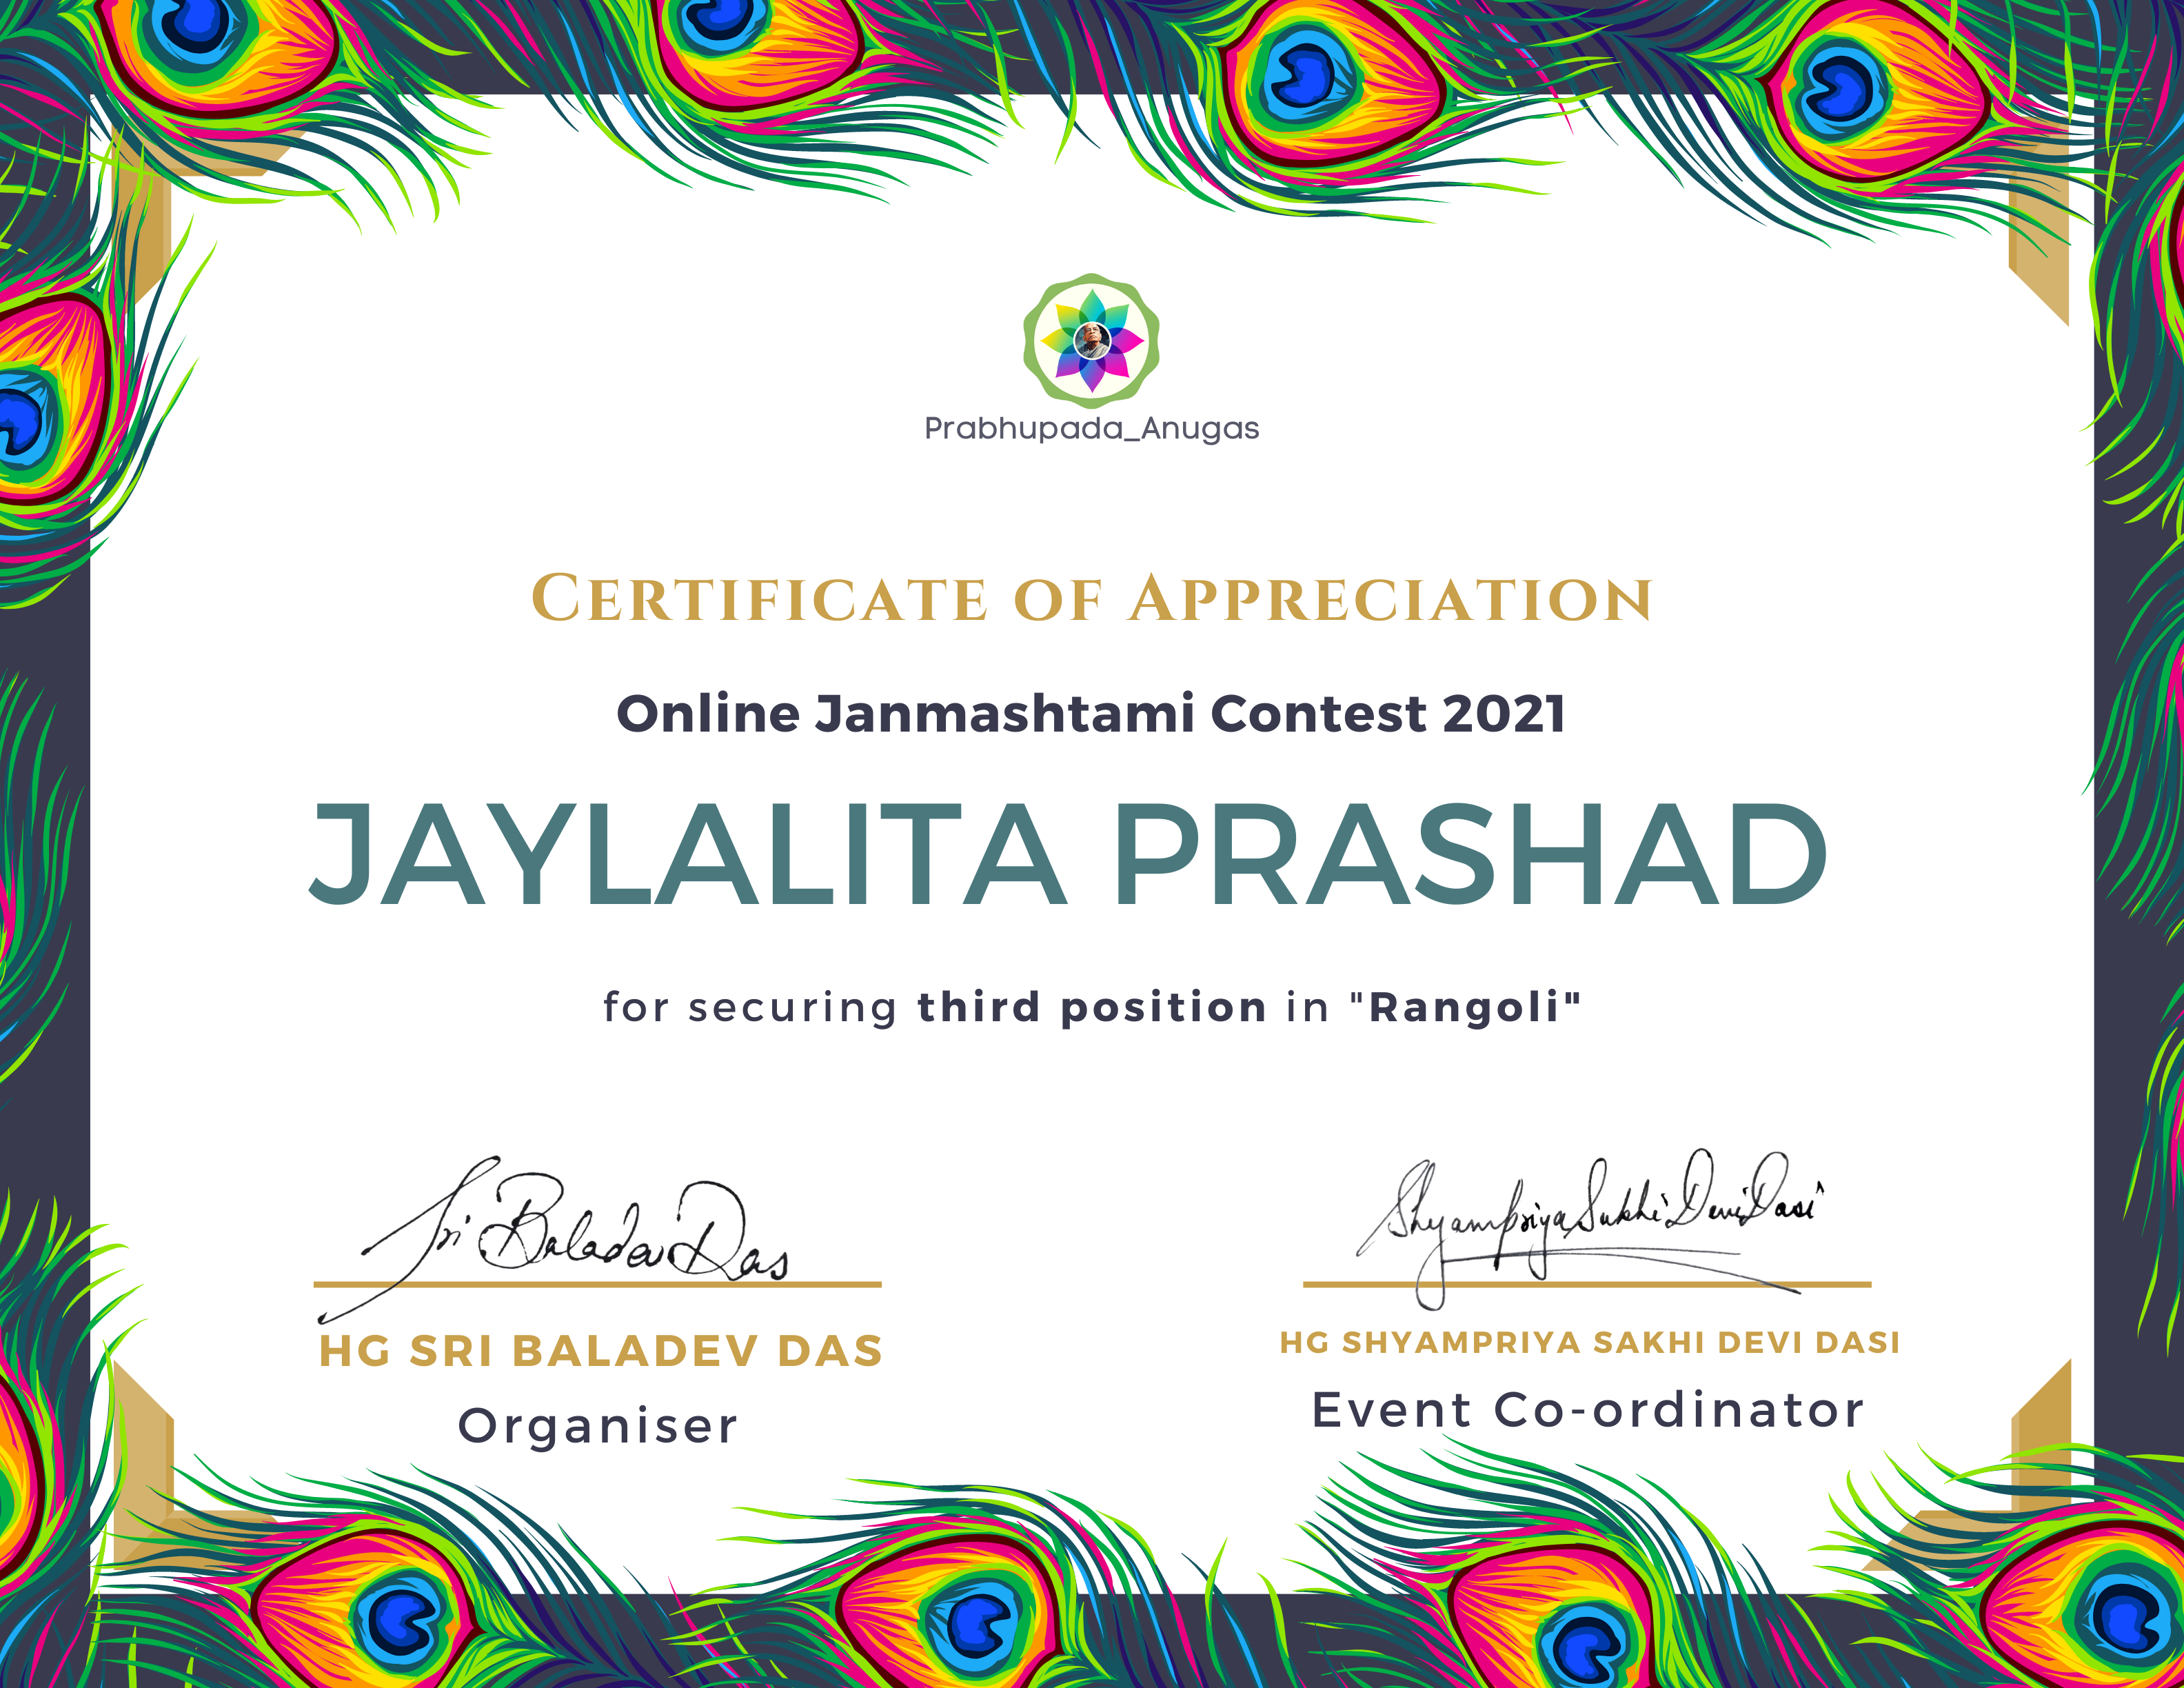 Prabhupada_Anugas
Certificate of Appreciation
Online Janmashtami Contest 2021
JAYLALITA PRASHAD
for securing third position in "Rangoli"
Sri Baladev Das
Shyampriya Sakhi Devi Dasi
HG SRI BALADEV DAS
HG SHYAMPRIYA SAKHI DEVI DASI
Organiser
Event Co-ordinator